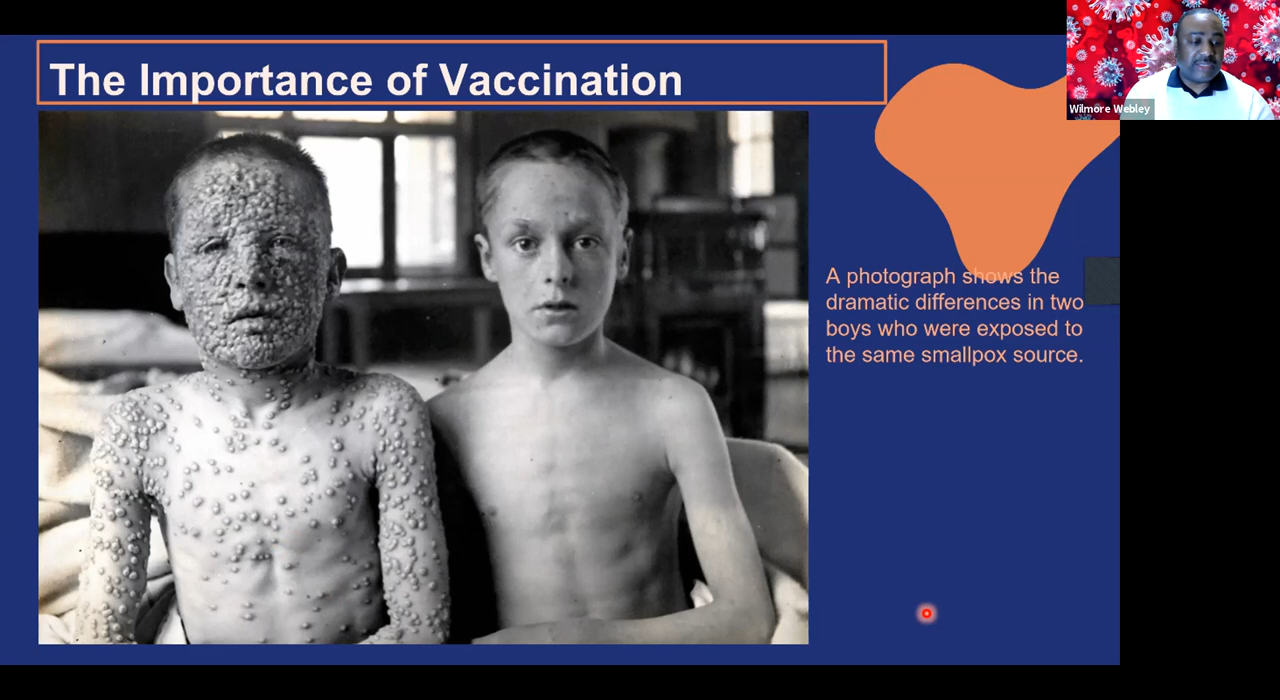 The Importance of Vaccination
Wilmore Webley
A photograph shows the
dramatic differences in two
boys who were exposed to
the same smallpox source.